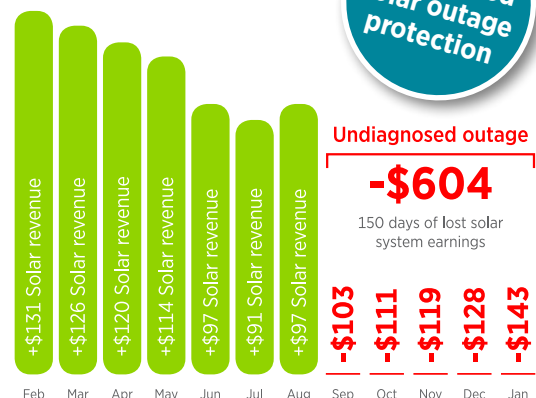 solar outage
protection
Undiagnosed outage
-$604
150 days of lost solar
system earnings
+$131 Solar revenue
+$126 Solar revenue
+$120 Solar revenue
+$114 Solar revenue
+$97 Solar revenue
+$91 Solar revenue
+$97 Solar revenue
-$103
-$111
-$119
-$128
-$143
Feb Mar Apr May Jun Jul Aug Sep Oct Nov Dec Jan